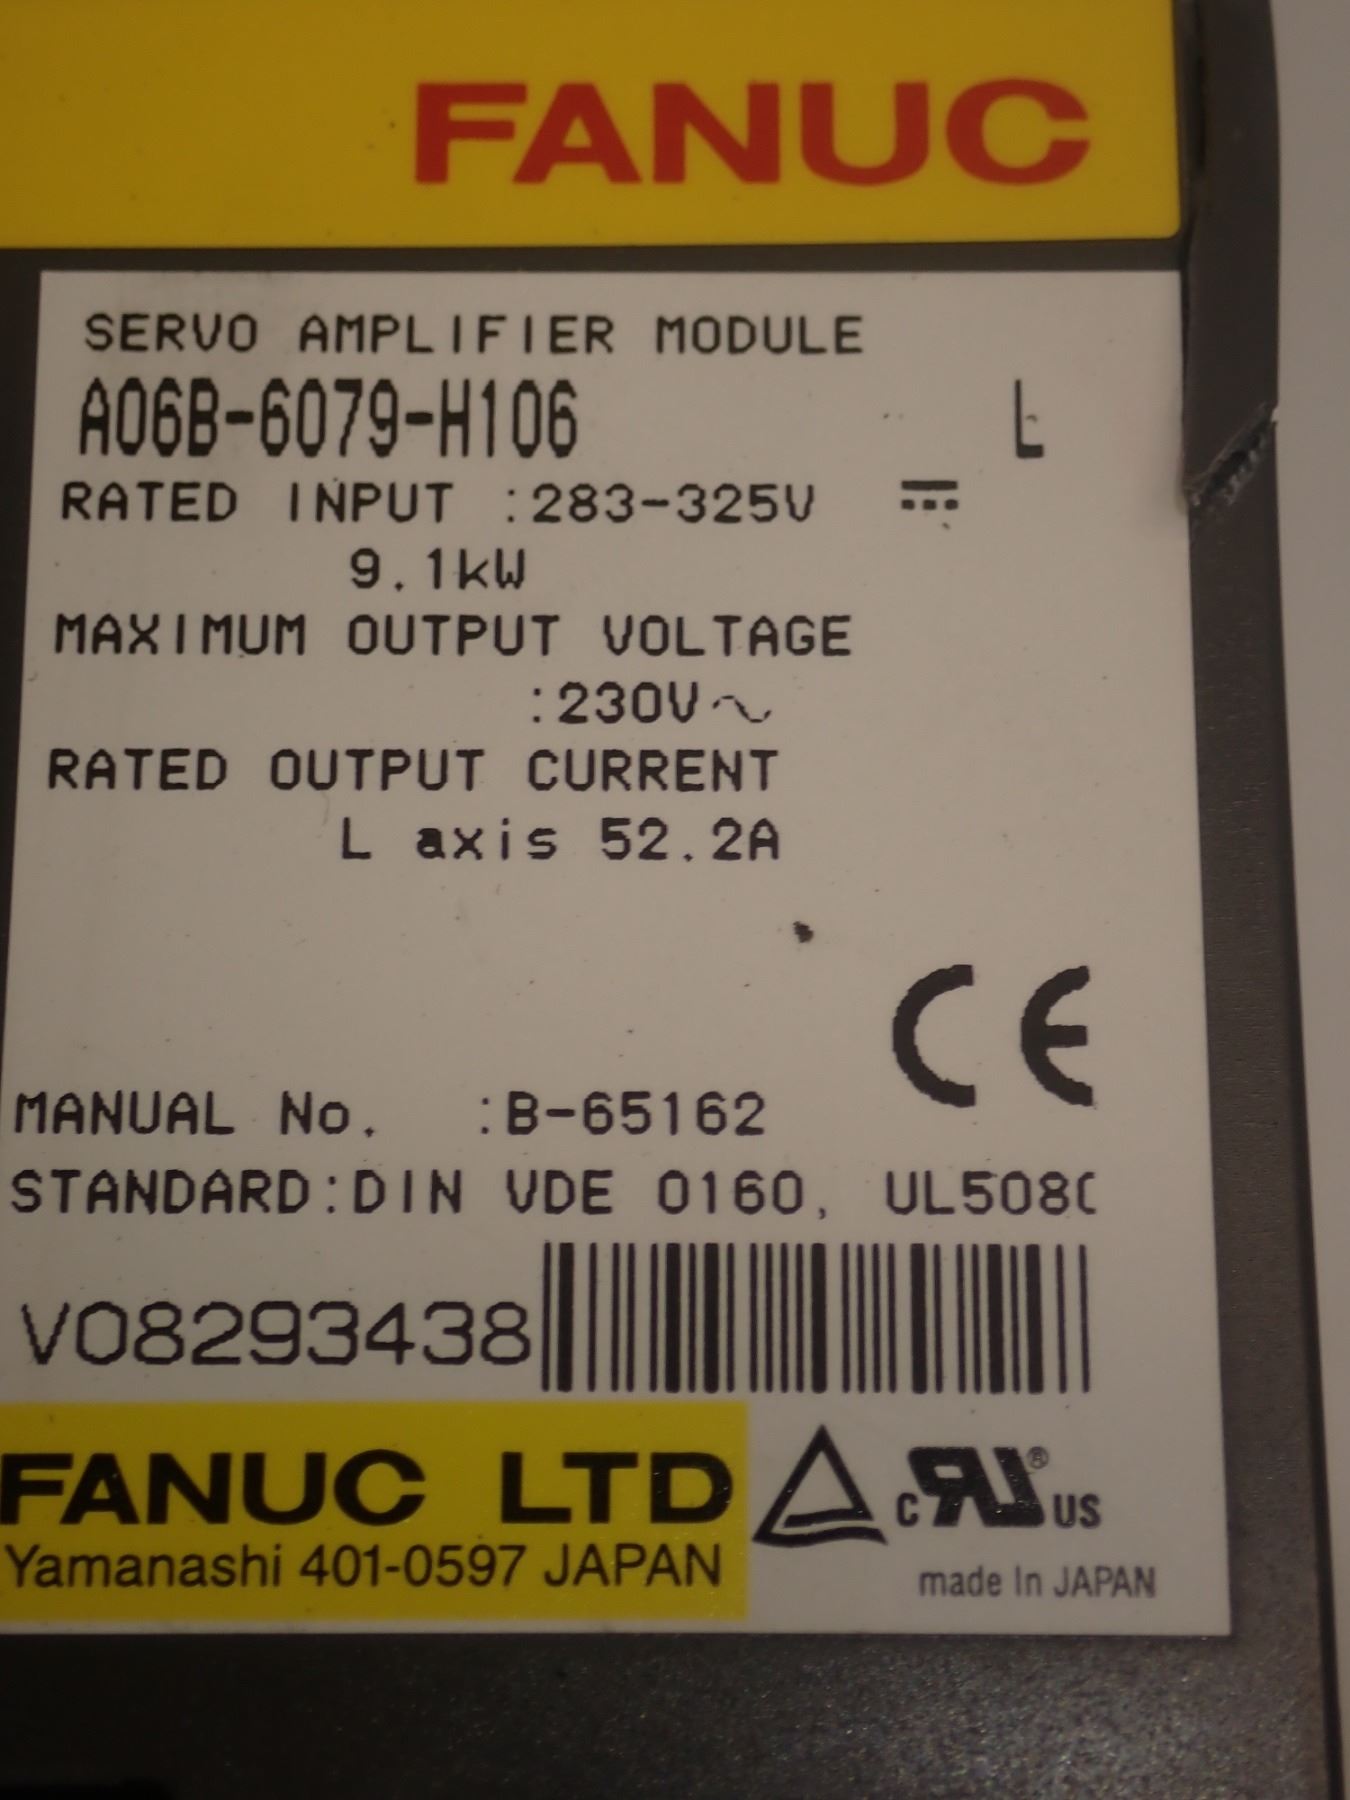 FANUC
SERVO AMPLIFIER MODULE
A06B-6079-H106 L
RATED INPUT :283-325V ⎓
9.1kW
MAXIMUM OUTPUT VOLTAGE
:230V～
RATED OUTPUT CURRENT
L axis 52.2A
CE
MANUAL No. :B-65162
STANDARD:DIN VDE 0160, UL508C
V08293438
FANUC LTD
Yamanashi 401-0597 JAPAN
c RU ® US
made In JAPAN